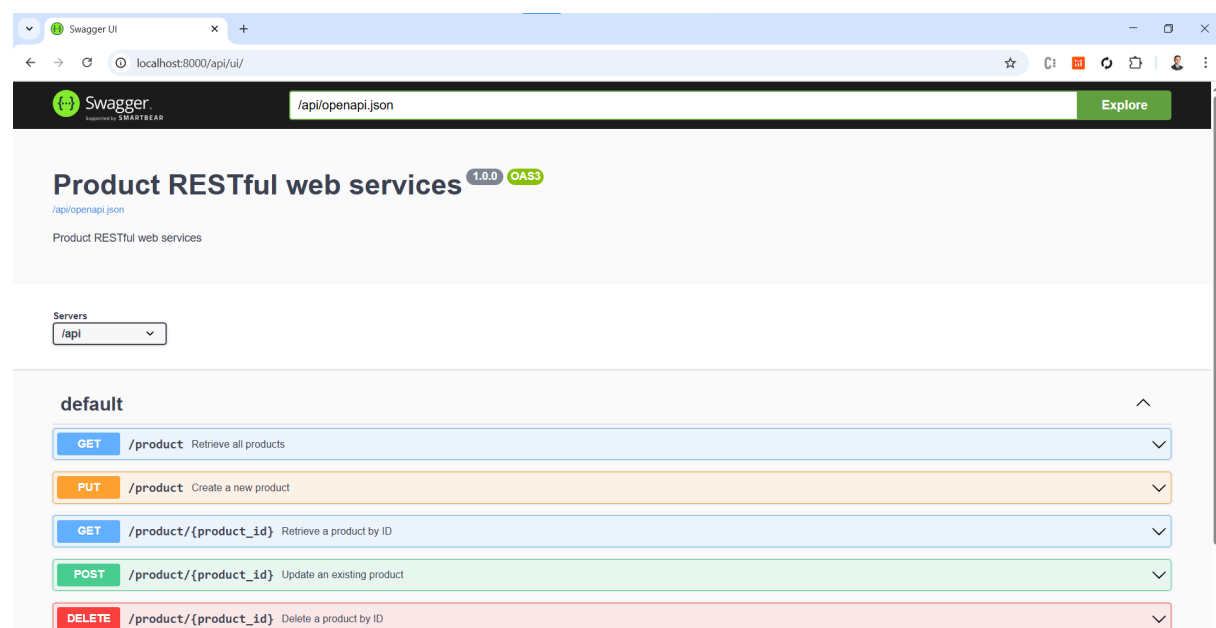 Swagger UI
localhost:8000/api/ui/
Swagger.
Supported by SMARTBEAR
/api/openapi.json
Explore
Product RESTful web services 1.0.0 OAS3
/api/openapi.json
Product RESTful web services
Servers
/api
default
GET /product Retrieve all products
PUT /product Create a new product
GET /product/{product_id} Retrieve a product by ID
POST /product/{product_id} Update an existing product
DELETE /product/{product_id} Delete a product by ID